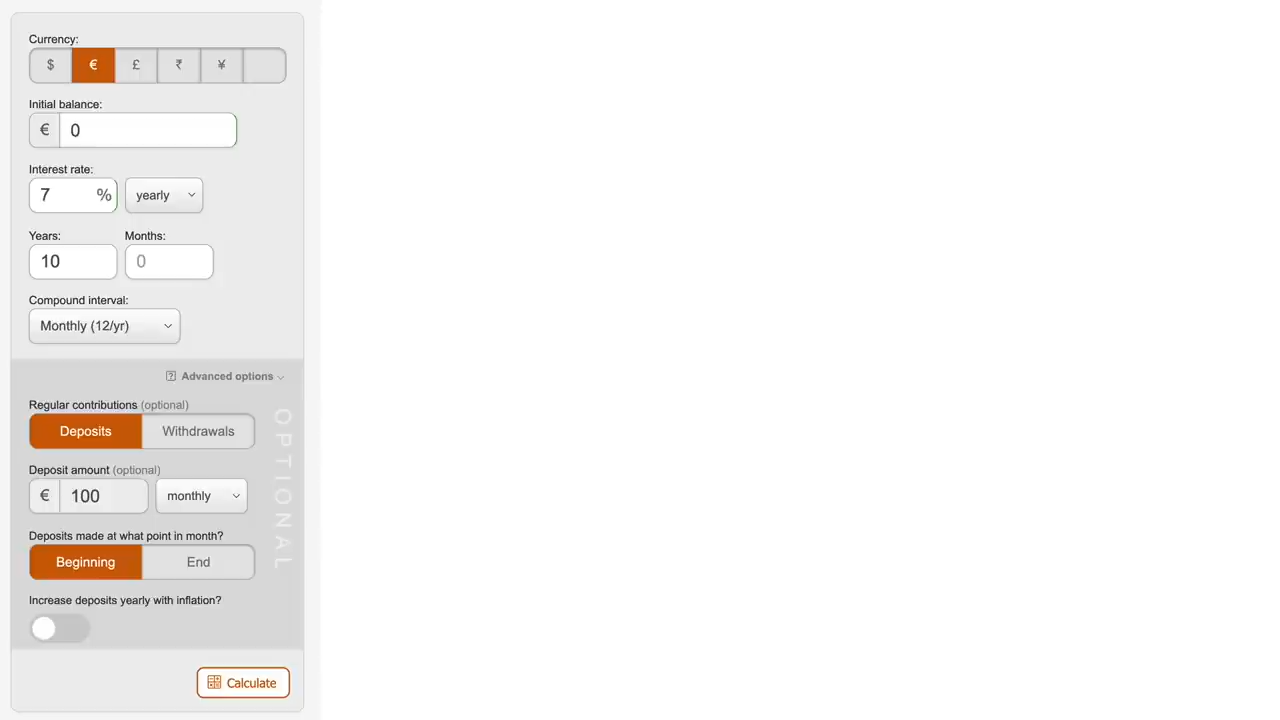 Currency:
$ € £ ₹ ¥
Initial balance:
€ 0
Interest rate:
7 % yearly
Years: Months:
10 0
Compound interval:
Monthly (12/yr)
? Advanced options
Regular contributions (optional)
Deposits Withdrawals
Deposit amount (optional)
€ 100 monthly
Deposits made at what point in month?
Beginning End
Increase deposits yearly with inflation?
OPTIONAL
Calculate